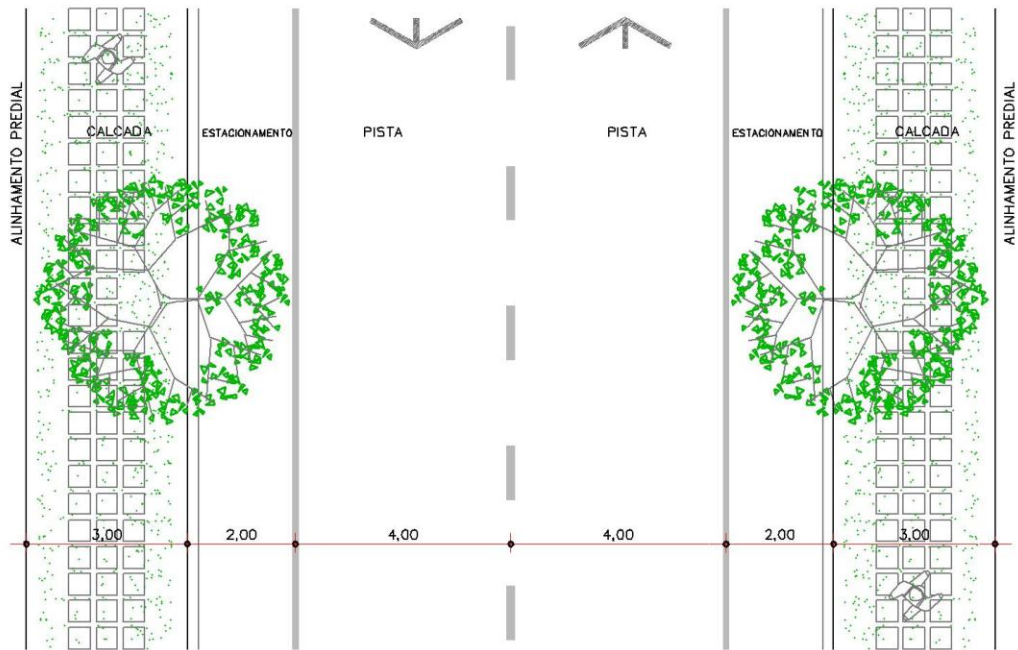 ALINHAMENTO PREDIAL
CALCADA
ESTACIONAMENTO
PISTA
PISTA
ESTACIONAMENTO
CALCADA
ALINHAMENTO PREDIAL
3,00
2,00
4,00
4,00
2,00
3,00